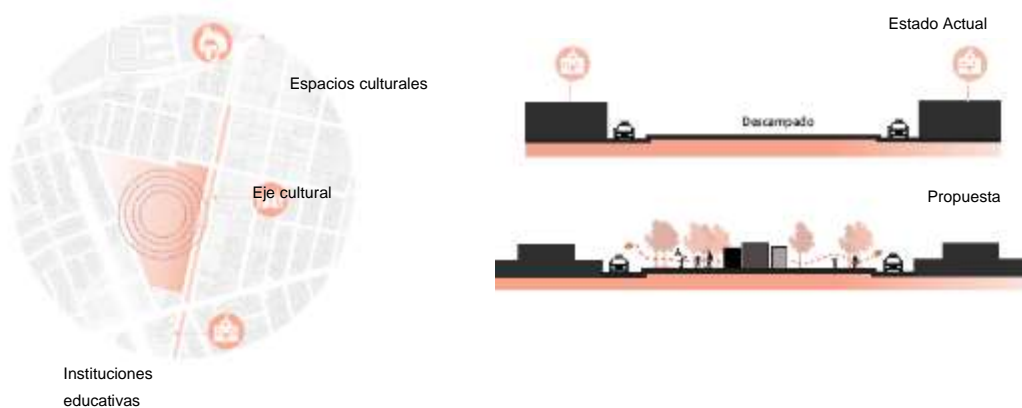 Estado Actual
Espacios culturales
Descampado
Eje cultural
Propuesta
Instituciones
educativas